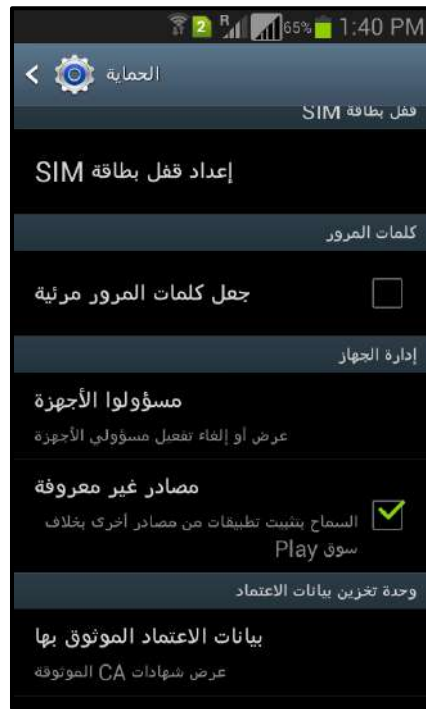 2 R 65% 1:40 PM
الحماية
قفل بطاقة SIM
إعداد قفل بطاقة SIM
كلمات المرور
جعل كلمات المرور مرئية
إدارة الجهاز
مسؤولوا الأجهزة
عرض أو إلغاء تفعيل مسؤولي الأجهزة
مصادر غير معروفة
السماح بتثبيت تطبيقات من مصادر أخرى بخلاف
سوق Play
وحدة تخزين بيانات الاعتماد
بيانات الاعتماد الموثوق بها
عرض شهادات CA الموثوقة